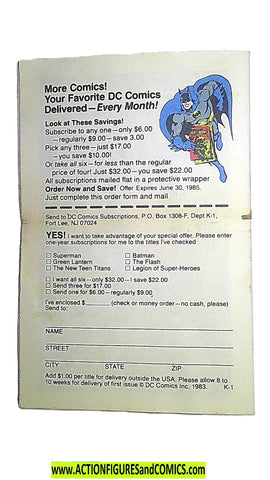 More Comics!
Your Favorite DC Comics
Delivered—Every Month!
Look at These Savings!
Subscribe to any one—only $6.00
—regularly $9.00—save 3.00
Pick any three—just $17.00
—you save $10.00!
Or take all six—for less than the regular
price of four! Just $32.00—you save $22.00
All subscriptions mailed flat in a protective wrapper
Order Now and Save! Offer Expires June 30, 1985.
Just complete this order form and mail
Send to DC Comics Subscriptions, P.O. Box 1308-F, Dept K-1,
Fort Lee, NJ 07024
YES! I want to take advantage of your special offer. Please enter
one-year subscriptions for me to the titles I've checked
☐ Superman ☐ Batman
☐ Green Lantern ☐ The Flash
☐ The New Teen Titans ☐ Legion of Super-Heroes
☐ I want all six—only $32.00—I save $22.00
☐ Send three for $17.00
☐ Send one for $6.00—regularly $9.00
I've enclosed $ (check or money order—no cash, please)
Send to:
NAME
STREET
CITY STATE ZIP
Add $1.00 per title for delivery outside the USA. Please allow 8 to
10 weeks for delivery of first issue © DC Comics Inc. 1983. K-1
www.ACTIONFIGURESandCOMICS.com